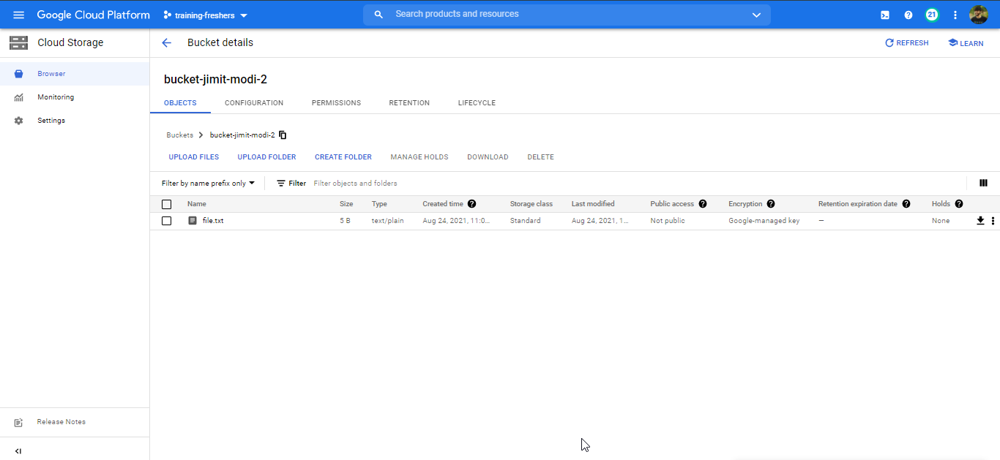 Google Cloud Platform training-freshers Search products and resources 21
Cloud Storage
Browser
Monitoring
Settings
Release Notes
Bucket details REFRESH LEARN
bucket-jimit-modi-2
OBJECTS CONFIGURATION PERMISSIONS RETENTION LIFECYCLE
Buckets > bucket-jimit-modi-2
UPLOAD FILES UPLOAD FOLDER CREATE FOLDER MANAGE HOLDS DOWNLOAD DELETE
Filter by name prefix only Filter Filter objects and folders
Name Size Type Created time Storage class Last modified Public access Encryption Retention expiration date Holds
file.txt 5 B text/plain Aug 24, 2021, 11:0... Standard Aug 24, 2021, 1... Not public Google-managed key — None